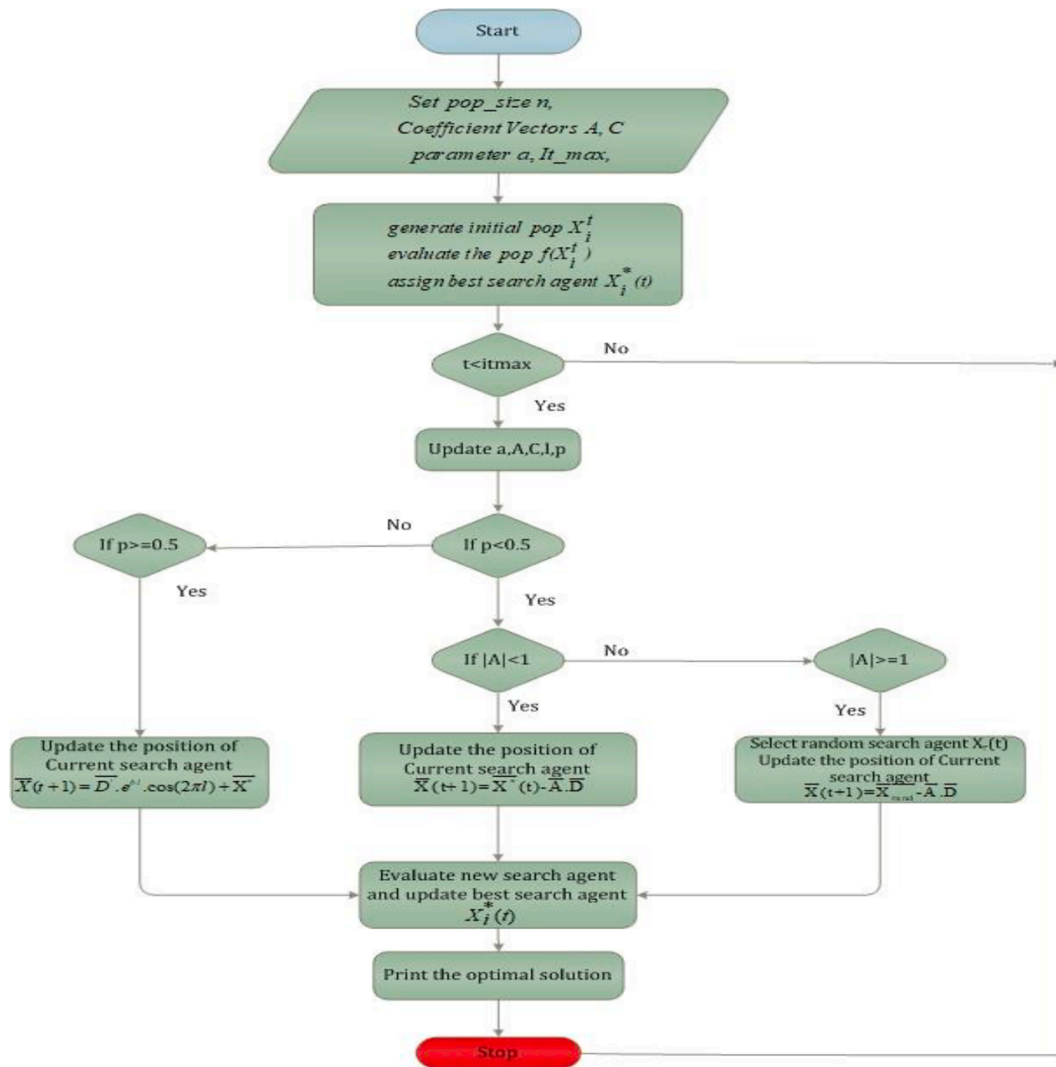 Start
Set pop_size n,
Coefficient Vectors A, C
parameter a, It_max,
generate initial pop X_i^t
evaluate the pop f(X_i^t)
assign best search agent X_i^*(t)
t<itmax
No
Yes
Update a,A,C,l,p
If p>=0.5
No
If p<0.5
Yes
Yes
If |A|<1
No
|A|>=1
Yes
Yes
Update the position of
Current search agent
X̅(t+1)=D̅'.e^{bl}.cos(2πl)+X̅*
Update the position of
Current search agent
X̅(t+1)=X̅*(t)-A̅.D̅
Select random search agent X_r(t)
Update the position of Current
search agent
X̅(t+1)=X̅_{rand}-A̅.D̅
Evaluate new search agent
and update best search agent
X_i^*(t)
Print the optimal solution
Stop